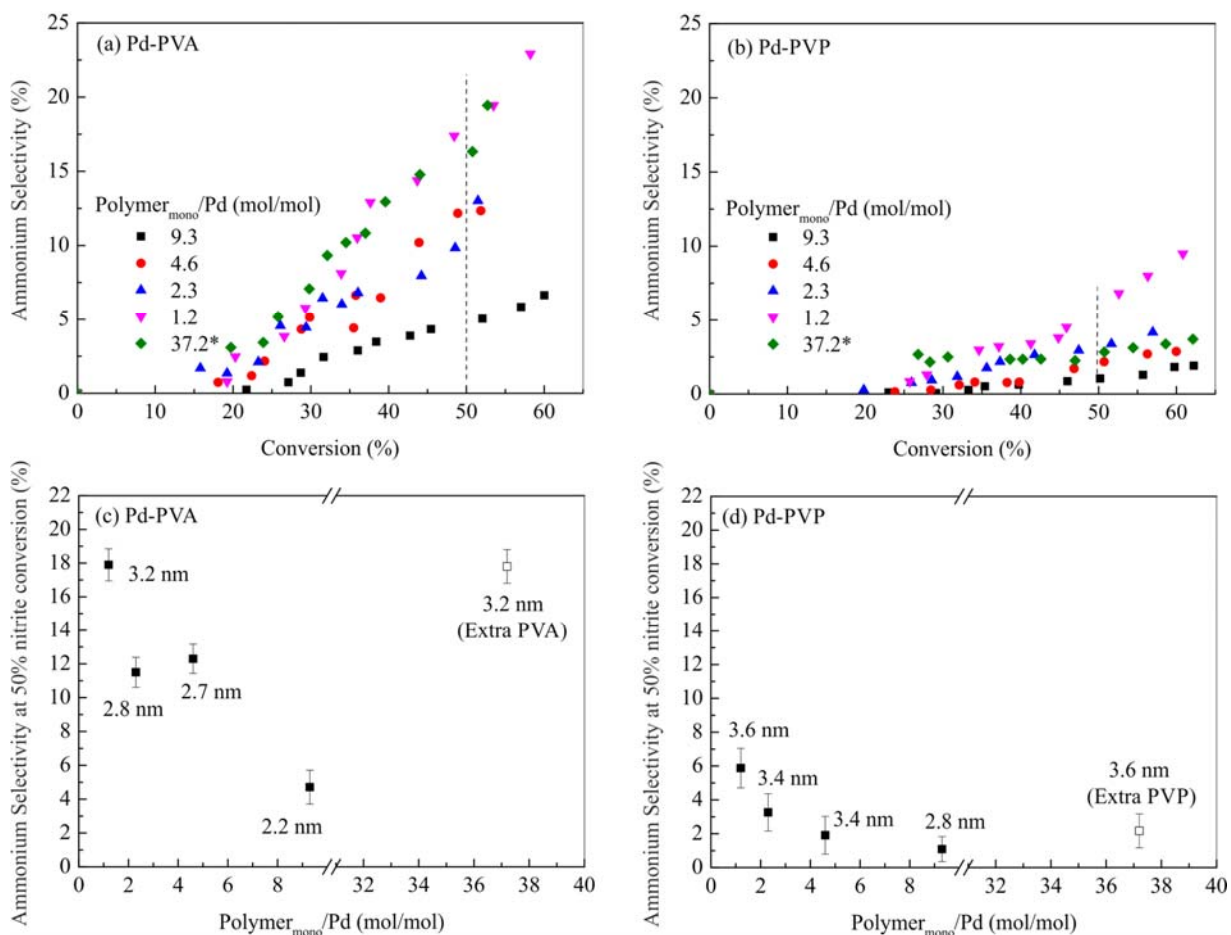 (a) Pd-PVA
Ammonium Selectivity (%)
25
20
15
10
5
0
Polymermono/Pd (mol/mol)
9.3
4.6
2.3
1.2
37.2*
0 10 20 30 40 50 60
Conversion (%)
(b) Pd-PVP
Ammonium Selectivity (%)
25
20
15
10
5
0
Polymermono/Pd (mol/mol)
9.3
4.6
2.3
1.2
37.2*
0 10 20 30 40 50 60
Conversion (%)
(c) Pd-PVA
Ammonium Selectivity at 50% nitrite conversion (%)
22
20
18
16
14
12
10
8
6
4
2
0
3.2 nm
3.2 nm
(Extra PVA)
2.7 nm
2.8 nm
2.2 nm
0 2 4 6 8 32 34 36 38 40
Polymermono/Pd (mol/mol)
(d) Pd-PVP
Ammonium Selectivity at 50% nitrite conversion (%)
22
20
18
16
14
12
10
8
6
4
2
0
3.6 nm
3.4 nm
3.4 nm
2.8 nm
3.6 nm
(Extra PVP)
0 2 4 6 8 32 34 36 38 40
Polymermono/Pd (mol/mol)